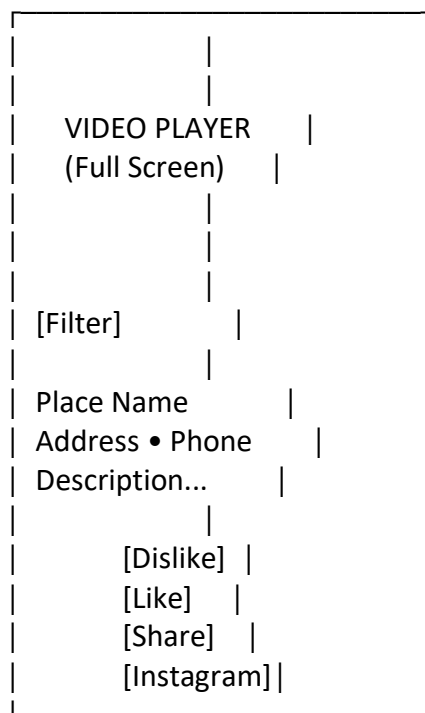 VIDEO PLAYER
(Full Screen)
[Filter]
Place Name
Address • Phone
Description...
[Dislike]
[Like]
[Share]
[Instagram]